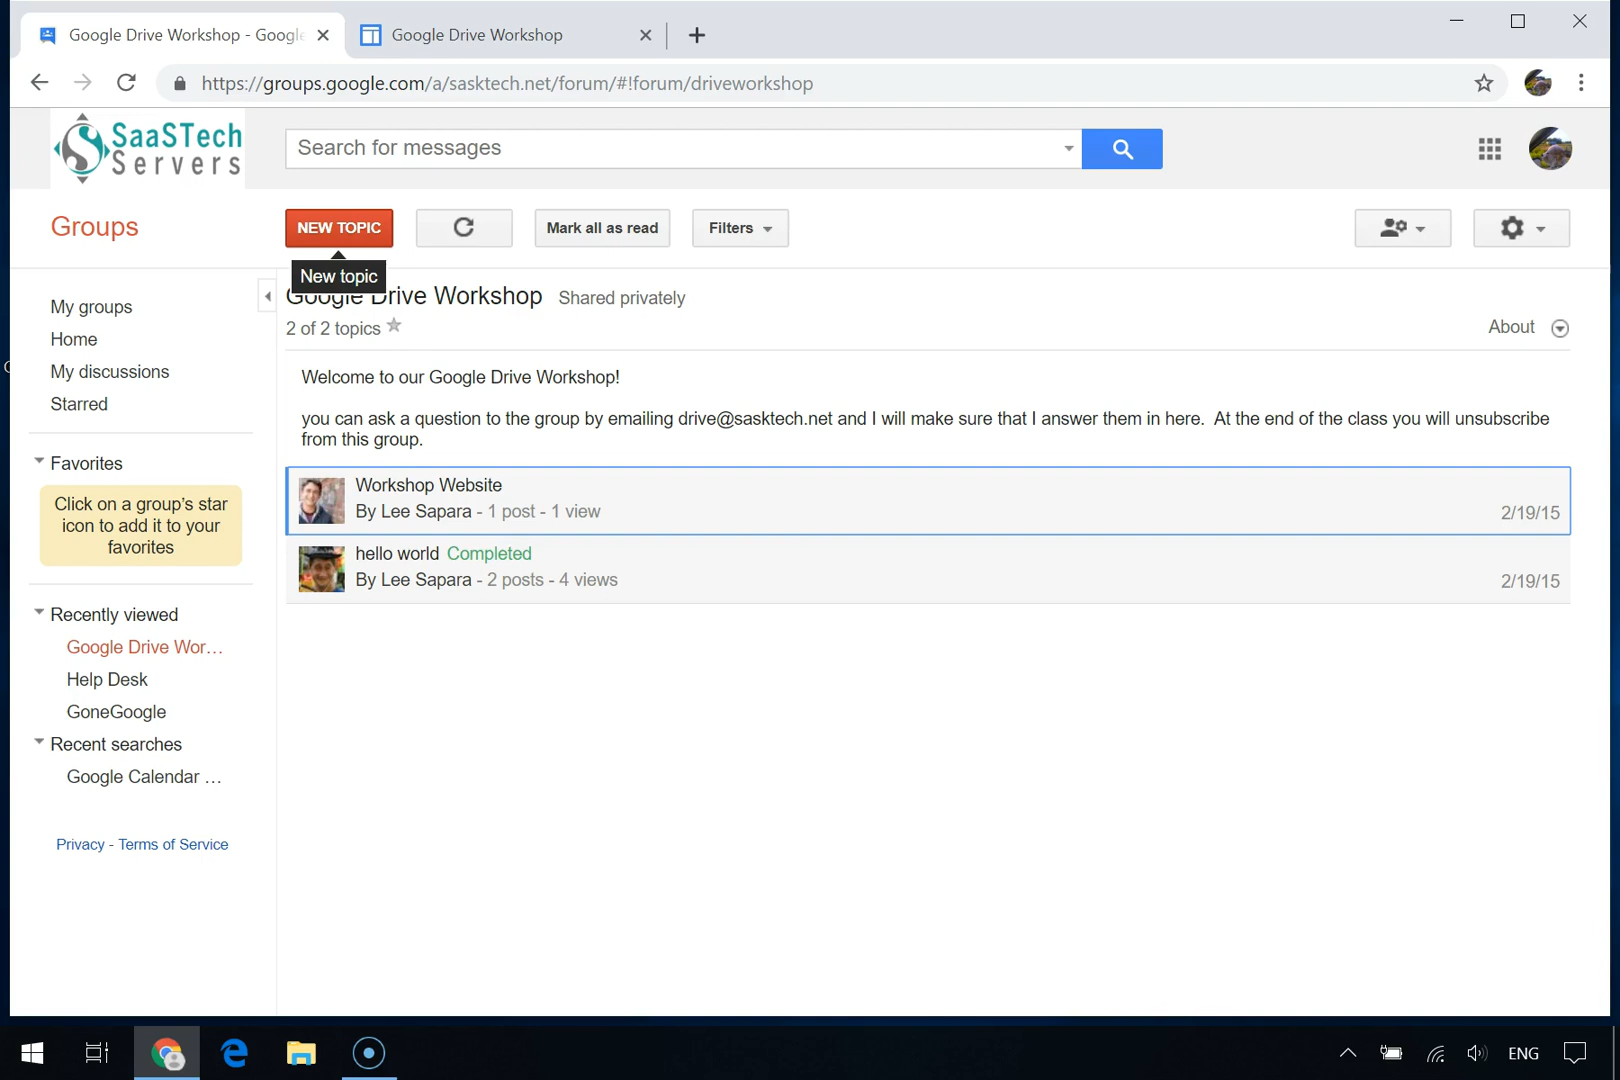 Google Drive Workshop - Google
Google Drive Workshop
https://groups.google.com/a/sasktech.net/forum/#!forum/driveworkshop
SaaSTech
Servers
Search for messages
Groups
NEW TOPIC
Mark all as read
Filters
New topic
My groups
Home
My discussions
Starred
Favorites
Click on a group's star
icon to add it to your
favorites
Recently viewed
Google Drive Wor...
Help Desk
GoneGoogle
Recent searches
Google Calendar ...
Privacy - Terms of Service
Google Drive Workshop Shared privately
2 of 2 topics
About
Welcome to our Google Drive Workshop!
you can ask a question to the group by emailing drive@sasktech.net and I will make sure that I answer them in here. At the end of the class you will unsubscribe
from this group.
Workshop Website
By Lee Sapara - 1 post - 1 view
2/19/15
hello world Completed
By Lee Sapara - 2 posts - 4 views
2/19/15
ENG